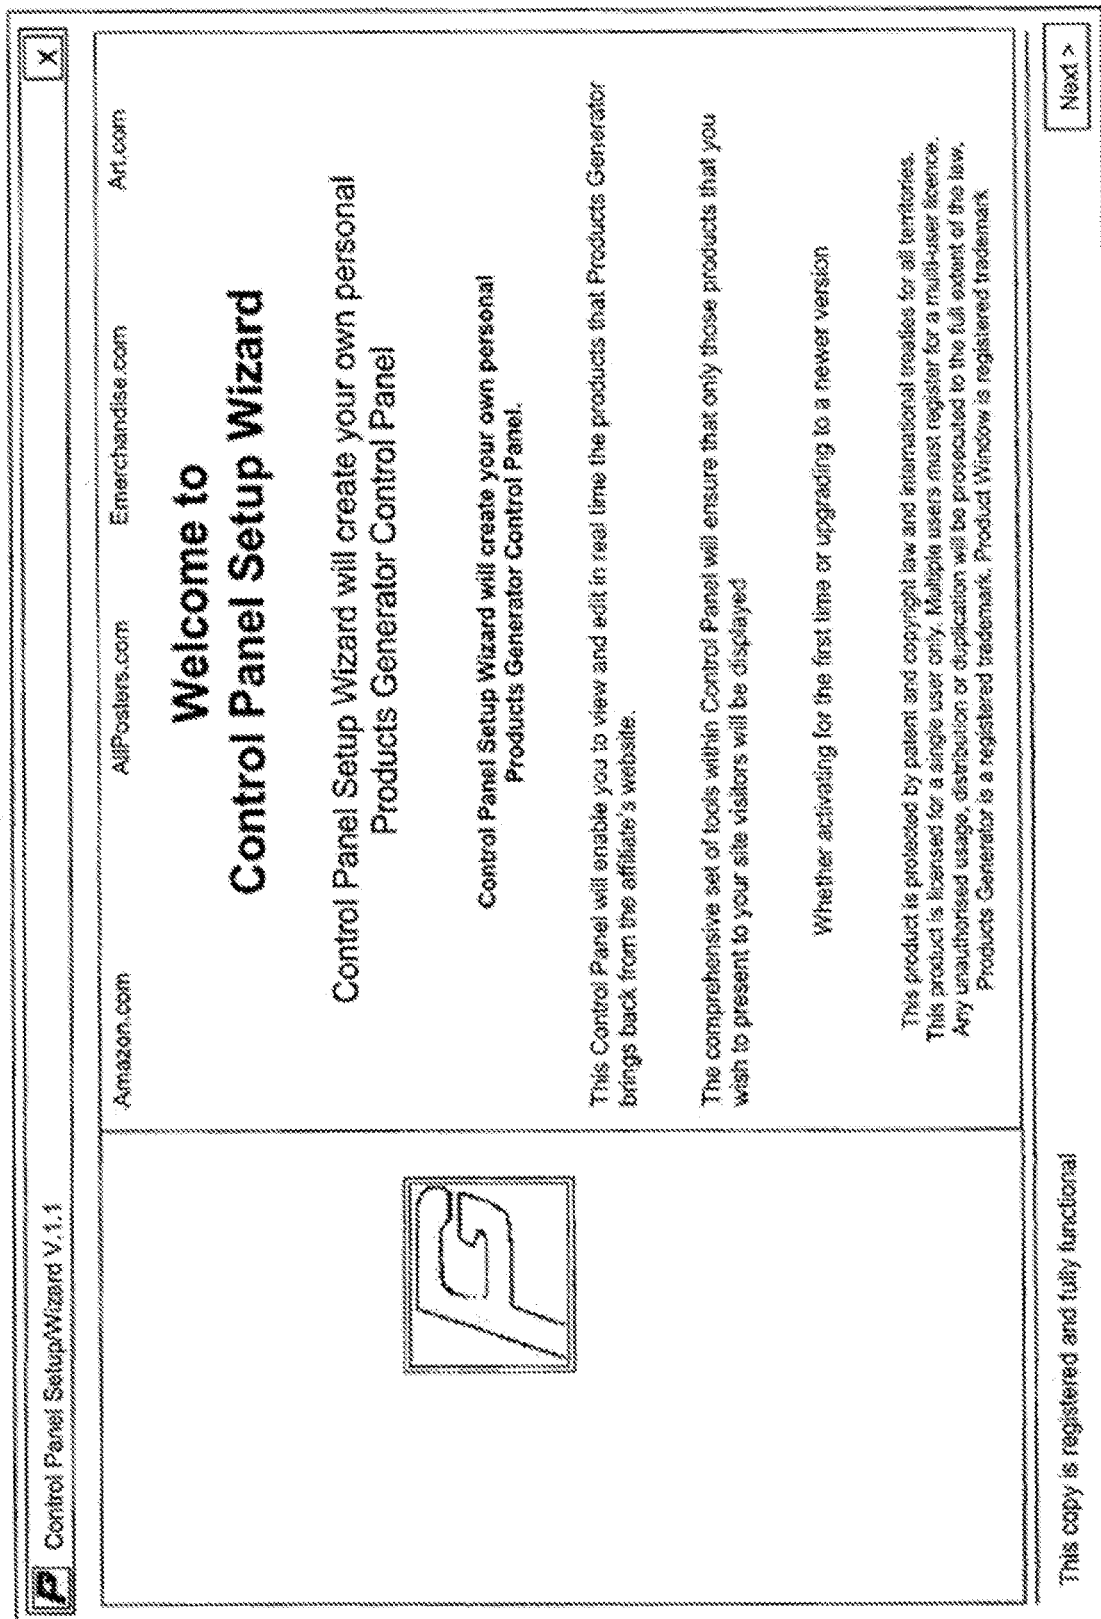 P Control Panel Setup/Wizard V.1.1 X
Amazon.com AllPosters.com Emerchandise.com Art.com
Welcome to
Control Panel Setup Wizard
Control Panel Setup Wizard will create your own personal
Products Generator Control Panel
Control Panel Setup Wizard will create your own personal
Products Generator Control Panel.
This Control Panel will enable you to view and edit in real time the products that Products Generator
brings back from the affiliate's website.
The comprehensive set of tools within Control Panel will ensure that only those products that you
wish to present to your site visitors will be displayed
Whether activating for the first time or upgrading to a newer version
This product is protected by patent and copyright law and international treaties for all territories.
This product is licensed for a single user only. Multiple users must register for a multi-user licence.
Any unauthorised usage, distribution or duplication will be prosecuted to the full extent of the law.
Products Generator is a registered trademark. Product Window is registered trademark
This copy is registered and fully functional
Next >